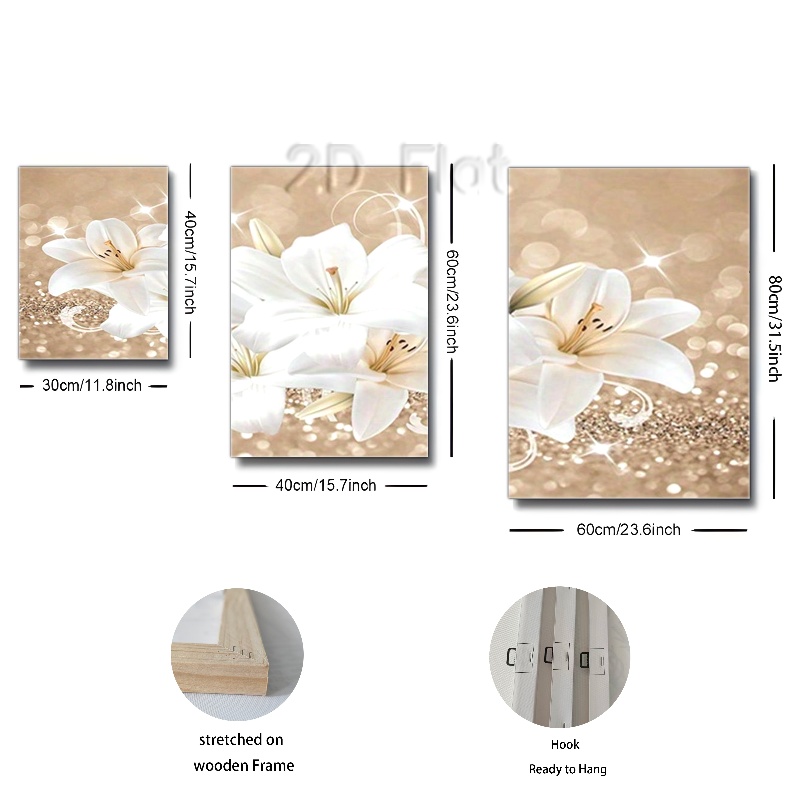 2D Flat
40cm/15.7inch
30cm/11.8inch
60cm/23.6inch
40cm/15.7inch
80cm/31.5inch
60cm/23.6inch
stretched on
wooden Frame
Hook
Ready to Hang